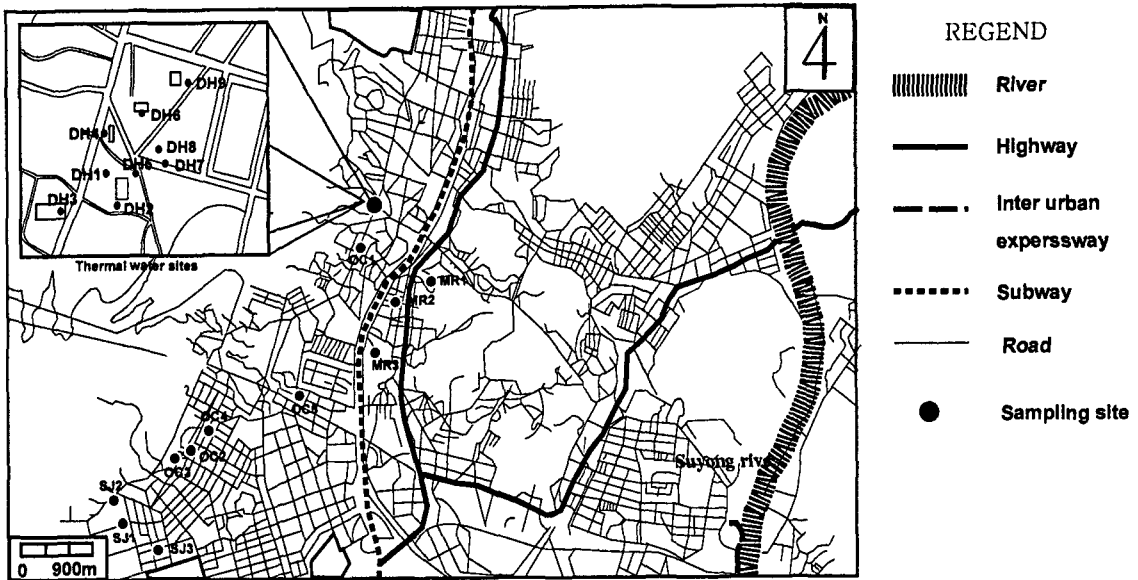 N
REGEND
River
Highway
Inter urban
experssway
Subway
Road
Sampling site
DH9
DH6
DH4
DH8
DH7
DH5
DH1
DH2
DH3
Thermal water sites
OC1
MR1
MR2
MR3
OC5
OC4
OC2
OC3
SJ2
SJ1
SJ3
Suyong river
0 900m